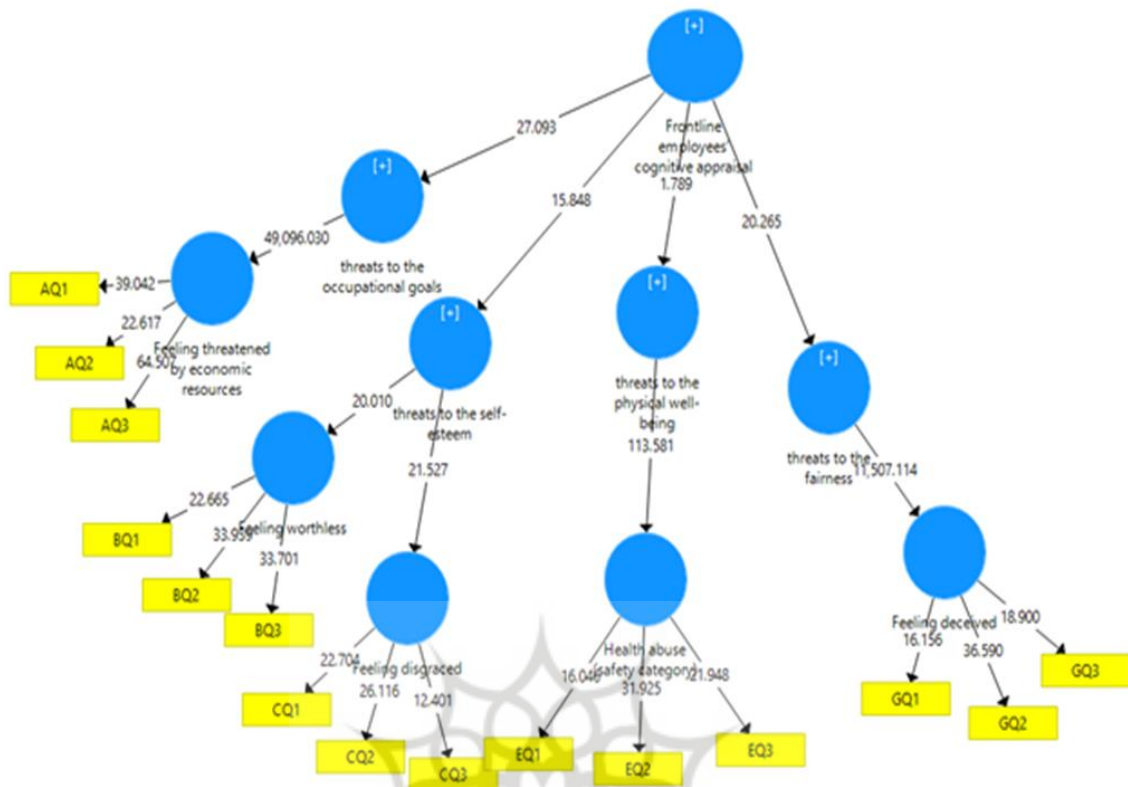 [+]
Frontline
employees'
cognitive appraisal
27.093
15.848
1.789
20.265
[+]
threats to the
occupational goals
49,096.030
Feeling threatened
by economic
resources
39.042
22.617
64.507
AQ1
AQ2
AQ3
[+]
threats to the self-
esteem
20.010
21.527
Feeling worthless
22.665
33.959
33.701
BQ1
BQ2
BQ3
Feeling disgraced
22.704
26.116
12.401
CQ1
CQ2
CQ3
[+]
threats to the
physical well-
being
113.581
Health abuse
(safety category)
31.925
21.948
EQ1
EQ2
EQ3
[+]
threats to the
fairness
11,507.114
Feeling deceived
16.156
36.590
18.900
GQ1
GQ2
GQ3